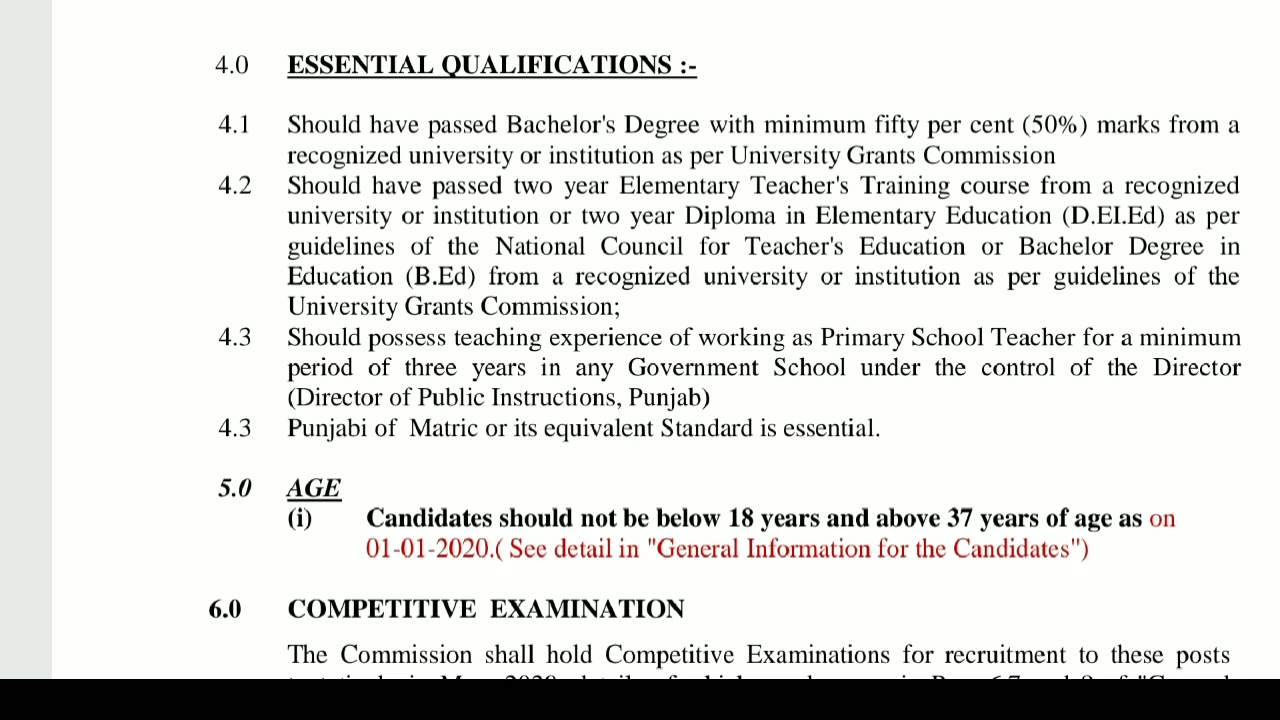 4.0 ESSENTIAL QUALIFICATIONS :-
4.1 Should have passed Bachelor's Degree with minimum fifty per cent (50%) marks from a
recognized university or institution as per University Grants Commission
4.2 Should have passed two year Elementary Teacher's Training course from a recognized
university or institution or two year Diploma in Elementary Education (D.EI.Ed) as per
guidelines of the National Council for Teacher's Education or Bachelor Degree in
Education (B.Ed) from a recognized university or institution as per guidelines of the
University Grants Commission;
4.3 Should possess teaching experience of working as Primary School Teacher for a minimum
period of three years in any Government School under the control of the Director
(Director of Public Instructions, Punjab)
4.3 Punjabi of Matric or its equivalent Standard is essential.
5.0 AGE
(i) Candidates should not be below 18 years and above 37 years of age as on
01-01-2020.( See detail in "General Information for the Candidates")
6.0 COMPETITIVE EXAMINATION
The Commission shall hold Competitive Examinations for recruitment to these posts